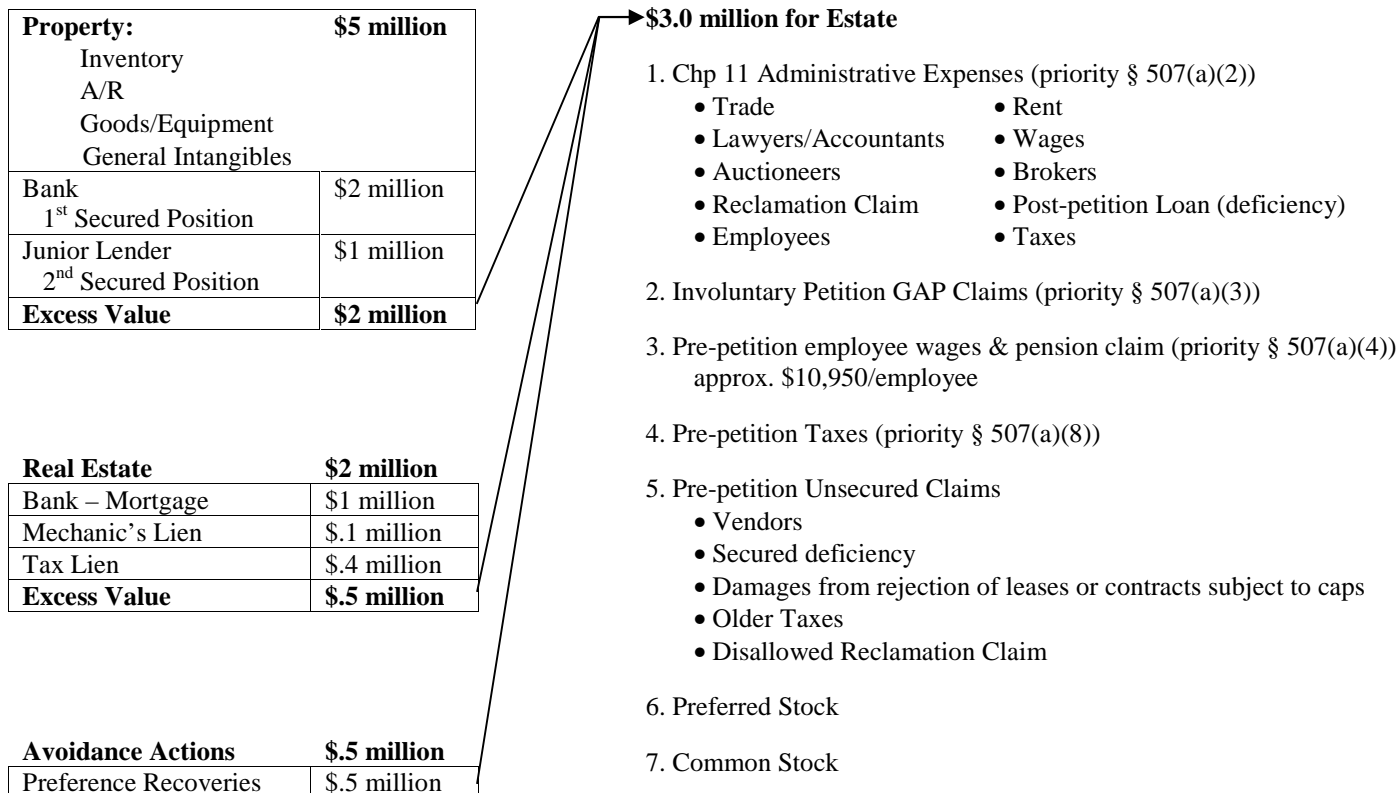 Property: $5 million
Inventory
A/R
Goods/Equipment
General Intangibles
Bank $2 million
1st Secured Position
Junior Lender $1 million
2nd Secured Position
Excess Value $2 million
Real Estate $2 million
Bank – Mortgage $1 million
Mechanic’s Lien $.1 million
Tax Lien $.4 million
Excess Value $.5 million
Avoidance Actions $.5 million
Preference Recoveries $.5 million
$3.0 million for Estate
1. Chp 11 Administrative Expenses (priority § 507(a)(2))
• Trade • Rent
• Lawyers/Accountants • Wages
• Auctioneers • Brokers
• Reclamation Claim • Post-petition Loan (deficiency)
• Employees • Taxes
2. Involuntary Petition GAP Claims (priority § 507(a)(3))
3. Pre-petition employee wages & pension claim (priority § 507(a)(4))
approx. $10,950/employee
4. Pre-petition Taxes (priority § 507(a)(8))
5. Pre-petition Unsecured Claims
• Vendors
• Secured deficiency
• Damages from rejection of leases or contracts subject to caps
• Older Taxes
• Disallowed Reclamation Claim
6. Preferred Stock
7. Common Stock